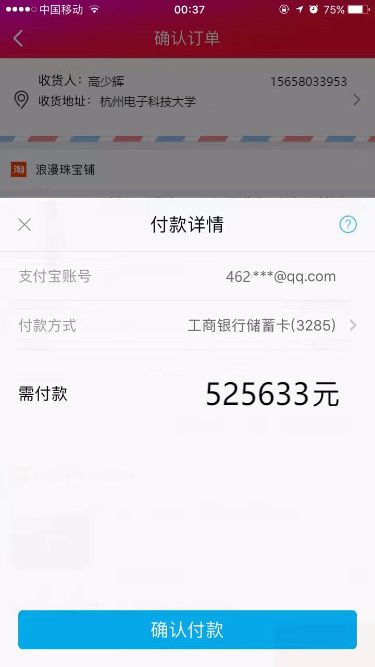 中国移动 00:37 75%
确认订单
收货人：高少辉 15658033953
收货地址：杭州电子科技大学
淘 浪漫珠宝铺
付款详情 ?
支付宝账号 462***@qq.com
付款方式 工商银行储蓄卡(3285)
需付款 525633元
确认付款